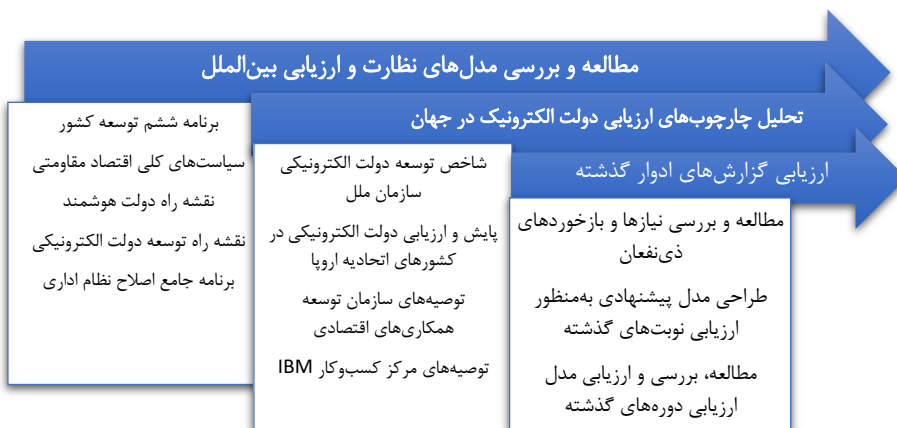 مطالعه و بررسی مدل‌های نظارت و ارزیابی بین‌الملل
برنامه ششم توسعه کشور
سیاست‌های کلی اقتصاد مقاومتی
نقشه راه دولت هوشمند
نقشه راه توسعه دولت الکترونیکی
برنامه جامع اصلاح نظام اداری
تحلیل چارچوب‌های ارزیابی دولت الکترونیک در جهان
شاخص توسعه دولت الکترونیکی
سازمان ملل
پایش و ارزیابی دولت الکترونیکی در
کشورهای اتحادیه اروپا
توصیه‌های سازمان توسعه
همکاری‌های اقتصادی
توصیه‌های مرکز کسب‌وکار IBM
ارزیابی گزارش‌های ادوار گذشته
مطالعه و بررسی نیازها و بازخوردهای
ذی‌نفعان
طراحی مدل پیشنهادی به‌منظور
ارزیابی نوبت‌های گذشته
مطالعه، بررسی و ارزیابی مدل
ارزیابی دوره‌های گذشته